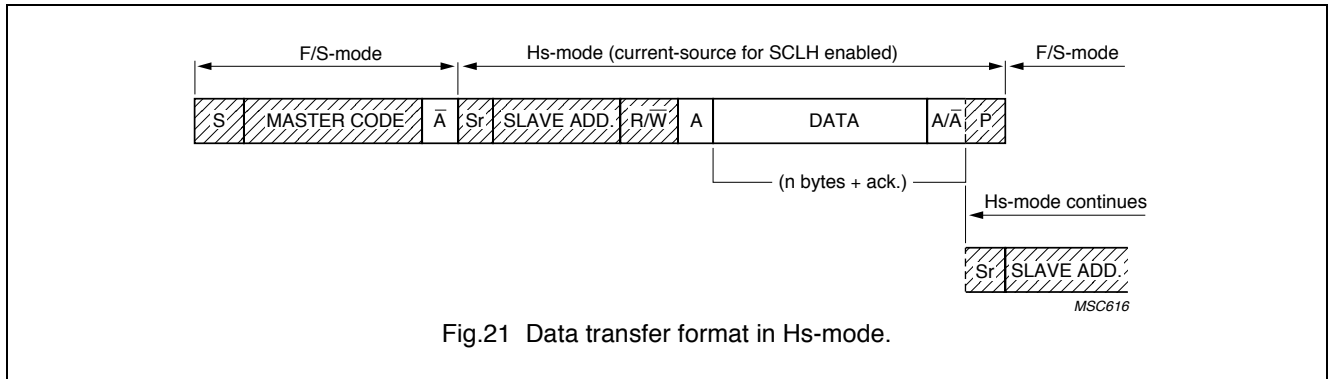 F/S-mode Hs-mode (current-source for SCLH enabled) F/S-mode
S MASTER CODE A̅ Sr SLAVE ADD. R/W̅ A DATA A/A̅ P
(n bytes + ack.)
Hs-mode continues
Sr SLAVE ADD.
MSC616
Fig.21 Data transfer format in Hs-mode.